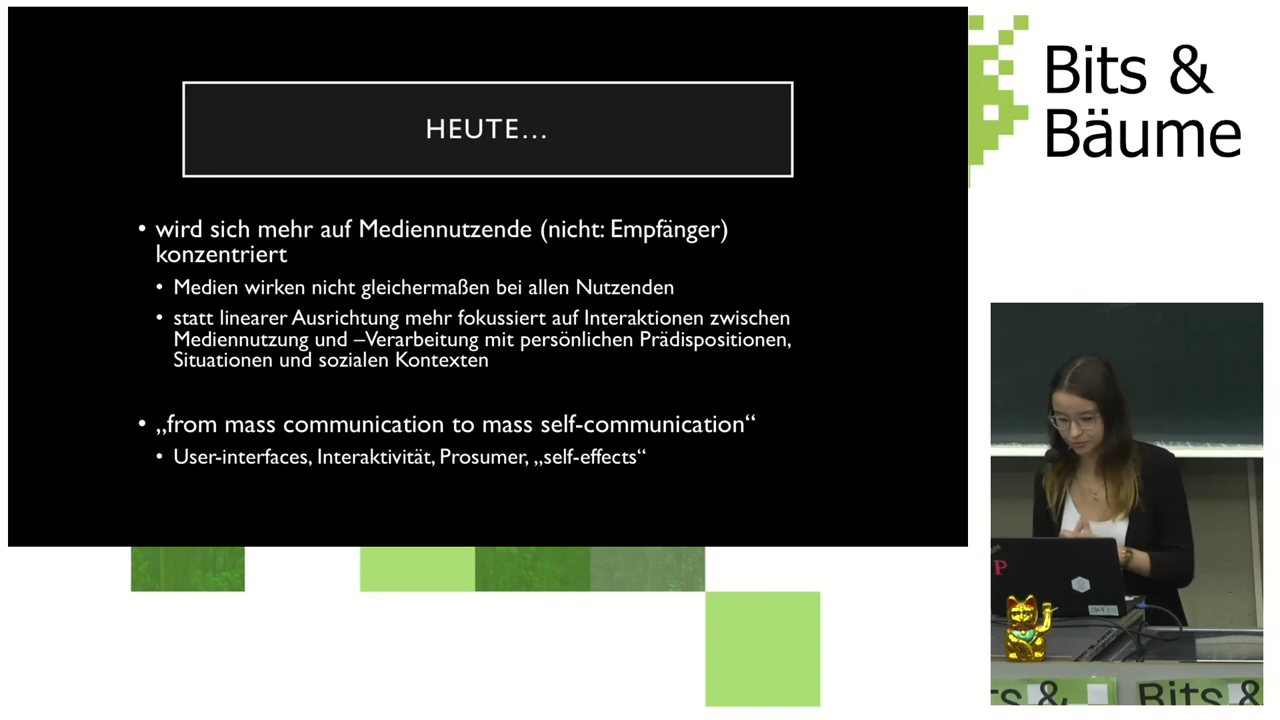 HEUTE...
• wird sich mehr auf Mediennutzende (nicht: Empfänger)
konzentriert
• Medien wirken nicht gleichermaßen bei allen Nutzenden
• statt linearer Ausrichtung mehr fokussiert auf Interaktionen zwischen
Mediennutzung und –Verarbeitung mit persönlichen Prädispositionen,
Situationen und sozialen Kontexten
• „from mass communication to mass self-communication“
• User-interfaces, Interaktivität, Prosumer, „self-effects“
Bits &
Bäume
P
ts &
Bits &